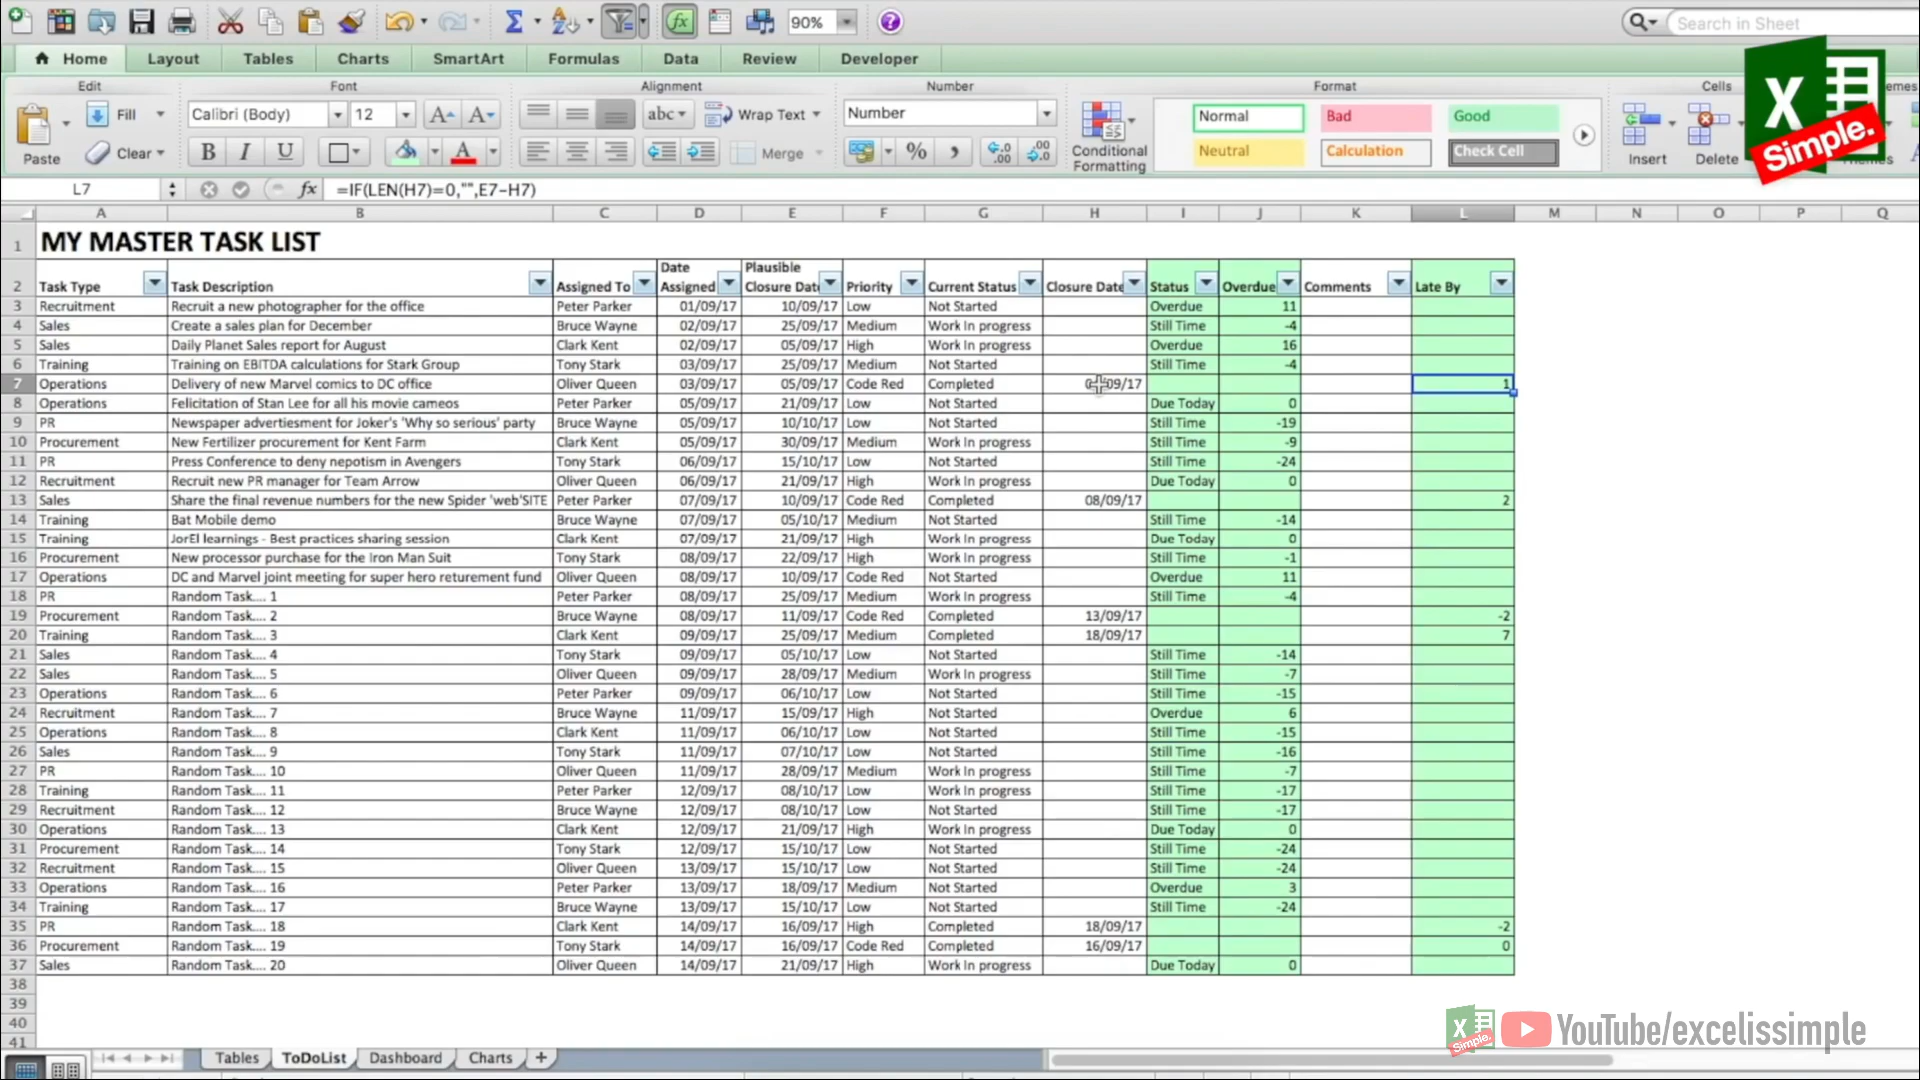 90%
Search in Sheet
Home Layout Tables Charts SmartArt Formulas Data Review Developer
Edit Font Alignment Number Format Cells
Paste Fill Clear Calibri (Body) 12 A A abc Wrap Text Number Conditional Formatting Normal Bad Good Insert Delete
B I U A Merge % Neutral Calculation Check Cell
X Simple.
L7 fx =IF(LEN(H7)=0,"",E7-H7)
A B C D E F G H I J K L M N O P Q
1 MY MASTER TASK LIST
2 Task Type Task Description Assigned To Date Assigned Plausible Closure Date Priority Current Status Closure Date Status Overdue Comments Late By
3 Recruitment Recruit a new photographer for the office Peter Parker 01/09/17 10/09/17 Low Not Started Overdue 11
4 Sales Create a sales plan for December Bruce Wayne 02/09/17 25/09/17 Medium Work In progress Still Time -4
5 Sales Daily Planet Sales report for August Clark Kent 02/09/17 05/09/17 High Work In progress Overdue 16
6 Training Training on EBITDA calculations for Stark Group Tony Stark 03/09/17 25/09/17 Medium Not Started Still Time -4
7 Operations Delivery of new Marvel comics to DC office Oliver Queen 03/09/17 05/09/17 Code Red Completed 1
8 Operations Felicitation of Stan Lee for all his movie cameos Peter Parker 05/09/17 21/09/17 Low Not Started Due Today 0
9 PR Newspaper advertiesment for Joker's 'Why so serious' party Bruce Wayne 05/09/17 10/10/17 Low Not Started Still Time -19
10 Procurement New Fertilizer procurement for Kent Farm Clark Kent 05/09/17 30/09/17 Medium Work In progress Still Time -9
11 PR Press Conference to deny nepotism in Avengers Tony Stark 06/09/17 15/10/17 Low Not Started Still Time -24
12 Recruitment Recruit new PR manager for Team Arrow Oliver Queen 06/09/17 21/09/17 High Work In progress Due Today 0
13 Sales Share the final revenue numbers for the new Spider 'web'SITE Peter Parker 07/09/17 10/09/17 Code Red Completed 08/09/17 2
14 Training Bat Mobile demo Bruce Wayne 07/09/17 05/10/17 Medium Not Started Still Time -14
15 Training JorEl learnings - Best practices sharing session Clark Kent 07/09/17 21/09/17 High Not Started Due Today 0
16 Procurement New processor purchase for the Iron Man Suit Tony Stark 08/09/17 22/09/17 High Work In progress Still Time -1
17 Operations DC and Marvel joint meeting for super hero returement fund Oliver Queen 08/09/17 10/09/17 Code Red Not Started Overdue 11
18 PR Random Task.... 1 Peter Parker 08/09/17 25/09/17 Medium Work In progress Still Time -4
19 Procurement Random Task.... 2 Bruce Wayne 08/09/17 11/09/17 Code Red Completed 13/09/17 -2
20 Training Random Task.... 3 Clark Kent 09/09/17 25/09/17 Medium Completed 18/09/17 7
21 Sales Random Task.... 4 Tony Stark 09/09/17 05/10/17 Low Not Started Still Time -14
22 Sales Random Task.... 5 Oliver Queen 09/09/17 28/09/17 Medium Work In progress Still Time -7
23 Operations Random Task.... 6 Peter Parker 09/09/17 06/10/17 Low Not Started Still Time -15
24 Recruitment Random Task.... 7 Bruce Wayne 11/09/17 15/09/17 High Not Started Overdue 6
25 Operations Random Task.... 8 Clark Kent 11/09/17 06/10/17 Low Not Started Still Time -15
26 Sales Random Task.... 9 Tony Stark 11/09/17 07/10/17 Low Not Started Still Time -16
27 PR Random Task.... 10 Oliver Queen 11/09/17 28/09/17 Medium Work In progress Still Time -7
28 Training Random Task.... 11 Peter Parker 12/09/17 08/10/17 Low Not Started Still Time -17
29 Recruitment Random Task.... 12 Bruce Wayne 12/09/17 08/10/17 Low Not Started Still Time -17
30 Operations Random Task.... 13 Clark Kent 12/09/17 21/09/17 High Work In progress Due Today 0
31 Procurement Random Task.... 14 Tony Stark 12/09/17 15/10/17 Low Not Started Still Time -24
32 Recruitment Random Task.... 15 Oliver Queen 13/09/17 15/10/17 Low Not Started Still Time -24
33 Operations Random Task.... 16 Peter Parker 13/09/17 18/09/17 Medium Not Started Overdue 3
34 Training Random Task.... 17 Bruce Wayne 13/09/17 15/10/17 Low Not Started Still Time -24
35 PR Random Task.... 18 Clark Kent 14/09/17 16/09/17 High Completed 18/09/17 -2
36 Procurement Random Task.... 19 Tony Stark 14/09/17 16/09/17 Code Red Completed 16/09/17 0
37 Sales Random Task.... 20 Oliver Queen 14/09/17 21/09/17 High Work In progress Due Today 0
38
39
40
41
X Simple. YouTube/excelissimple
Tables ToDoList Dashboard Charts +